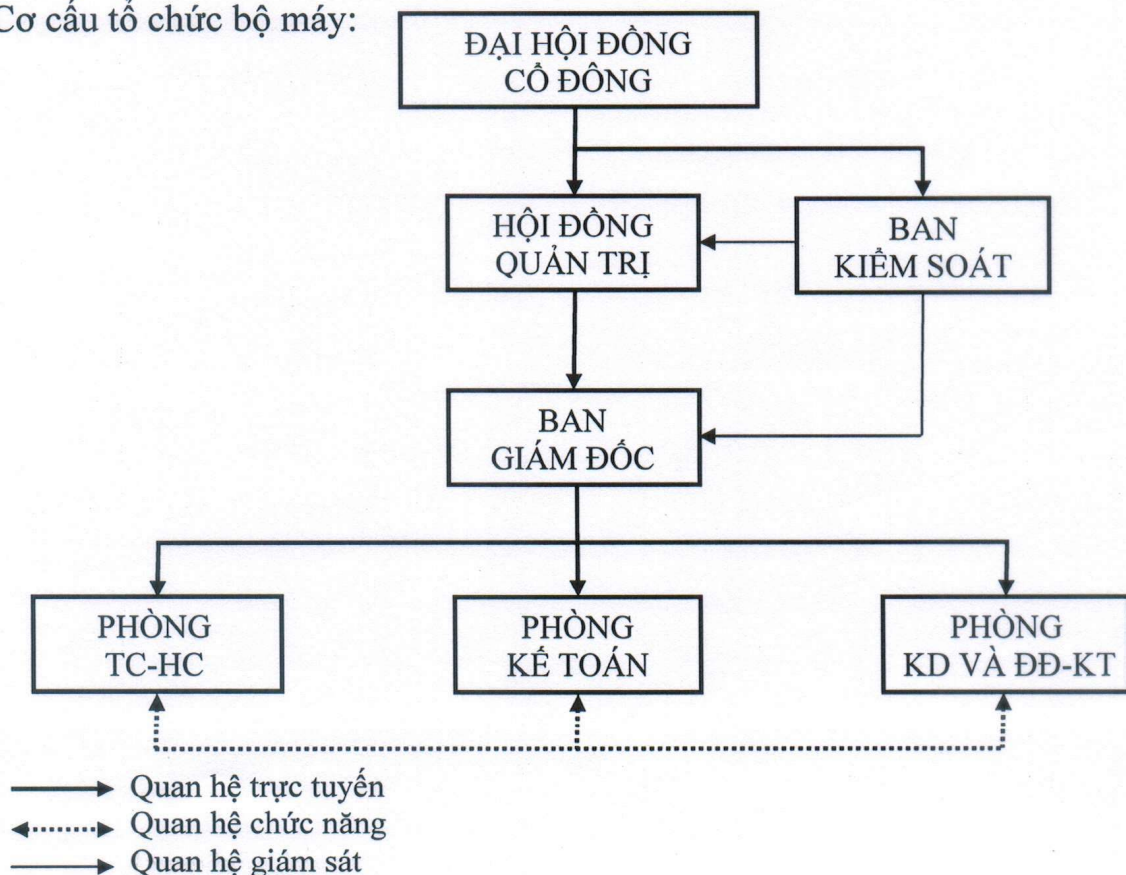 Cơ cấu tổ chức bộ máy:
ĐẠI HỘI ĐỒNG
CỔ ĐÔNG
HỘI ĐỒNG
QUẢN TRỊ
BAN
KIỂM SOÁT
BAN
GIÁM ĐỐC
PHÒNG
TC-HC
PHÒNG
KẾ TOÁN
PHÒNG
KD VÀ ĐĐ-KT
Quan hệ trực tuyến
Quan hệ chức năng
Quan hệ giám sát